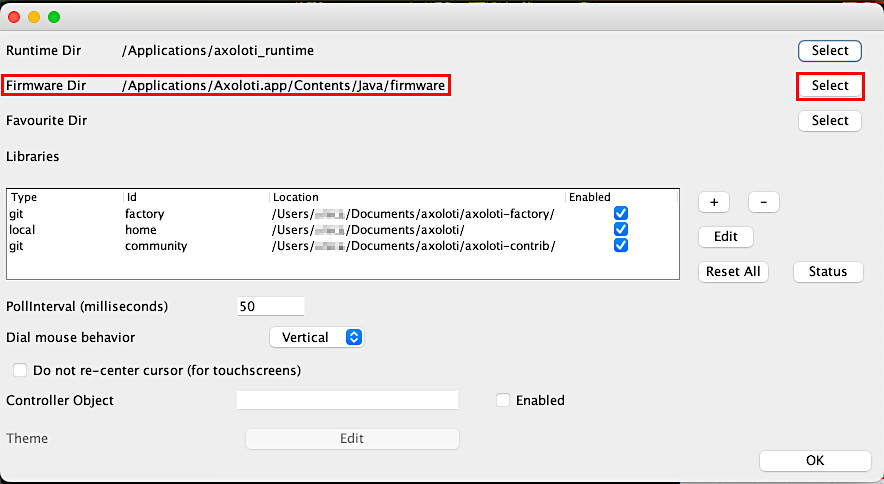 Runtime Dir /Applications/axoloti_runtime Select
Firmware Dir /Applications/Axoloti.app/Contents/Java/firmware Select
Favourite Dir Select
Libraries
Type Id Location Enabled
git factory /Users/ /Documents/axoloti/axoloti-factory/
local home /Users/ /Documents/axoloti/
git community /Users/ /Documents/axoloti/axoloti-contrib/
+ -
Edit
Reset All Status
PollInterval (milliseconds) 50
Dial mouse behavior Vertical
Do not re-center cursor (for touchscreens)
Controller Object Enabled
Theme Edit
OK